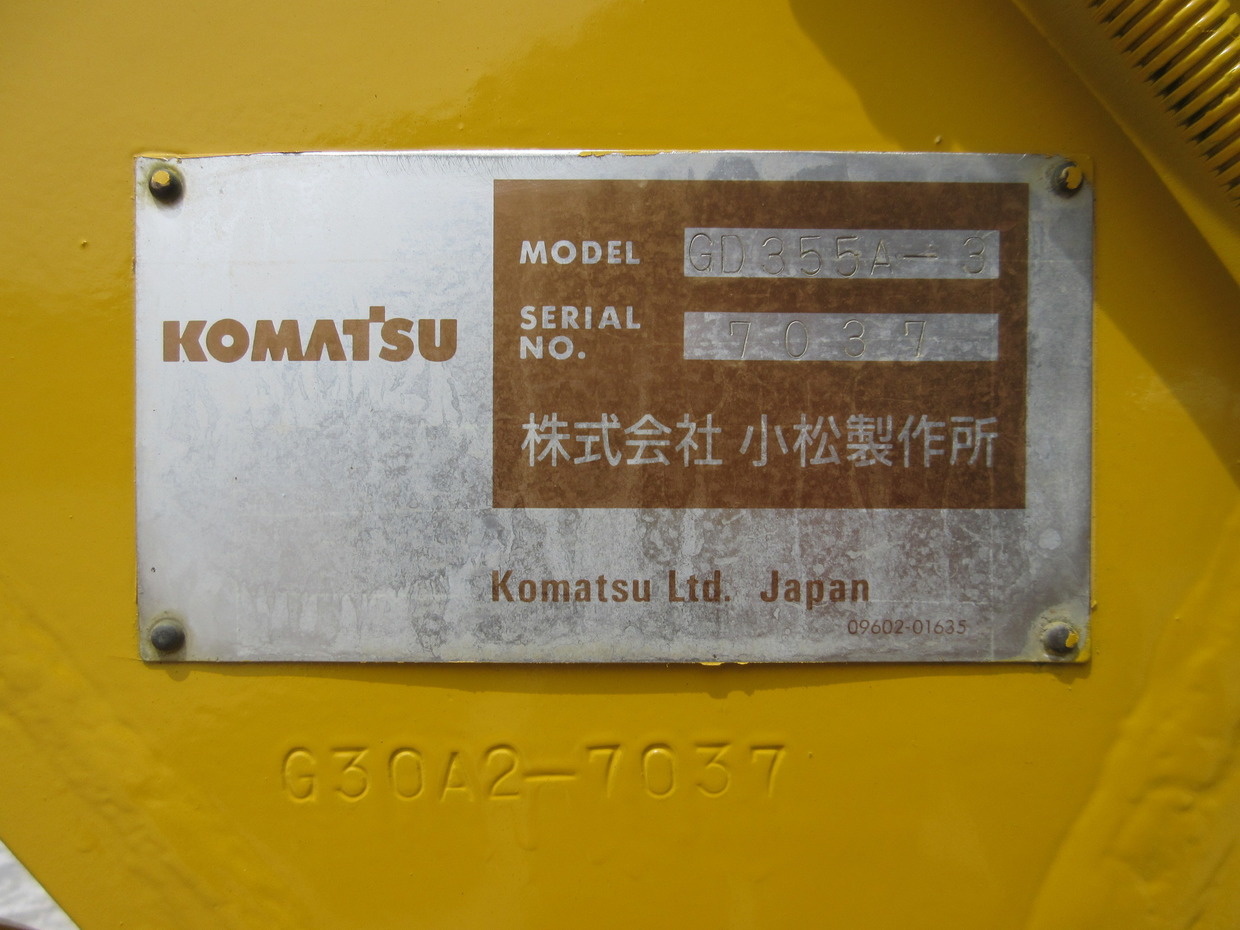 KOMATSU
MODEL GD355A-3
SERIAL NO. 7037
株式会社 小松製作所
Komatsu Ltd. Japan
09602-01635
G30A2-7037